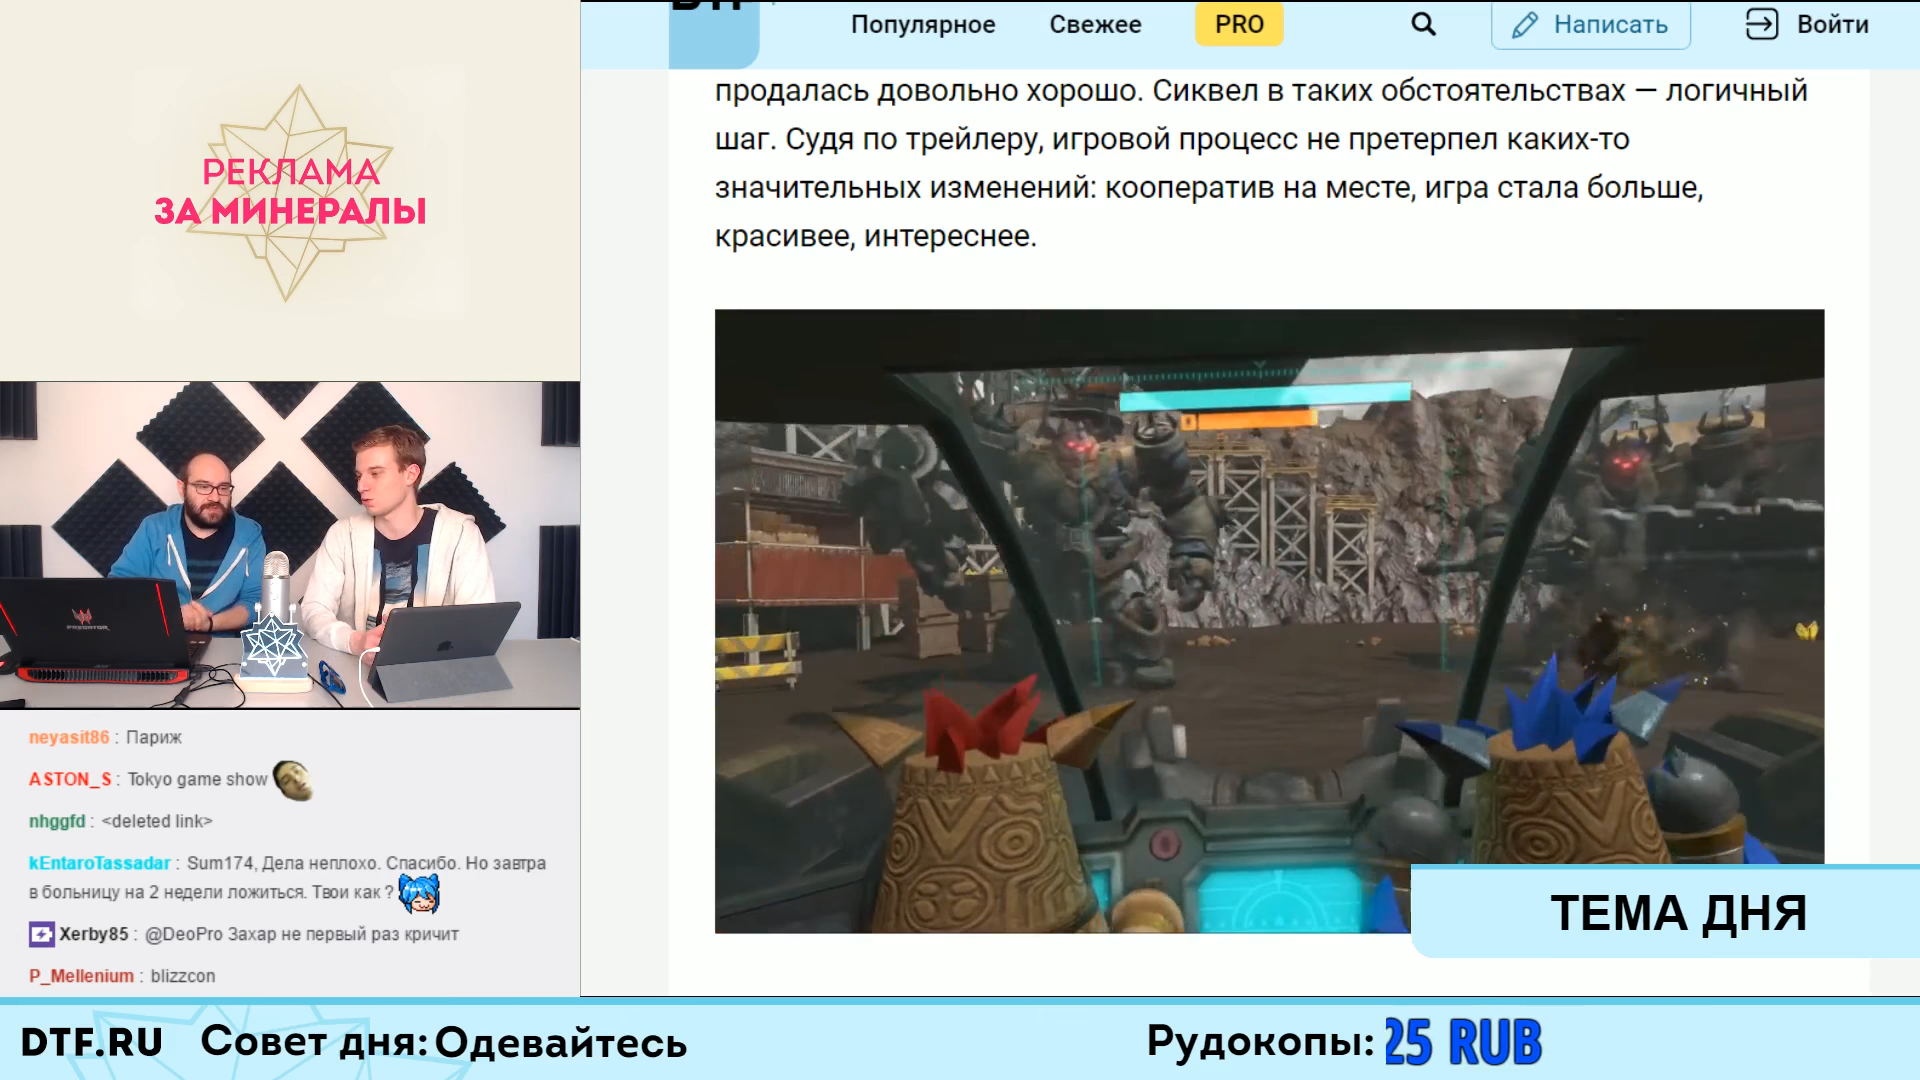 РЕКЛАМА
ЗА МИНЕРАЛЫ
Популярное Свежее PRO Написать Войти
продалась довольно хорошо. Сиквел в таких обстоятельствах — логичный
шаг. Судя по трейлеру, игровой процесс не претерпел каких-то
значительных изменений: кооператив на месте, игра стала больше,
красивее, интереснее.
PREDATOR
neyasit86 : Париж
ASTON_S : Tokyo game show
nhggfd : <deleted link>
kEntaroTassadar : Sum174, Дела неплохо. Спасибо. Но завтра
в больницу на 2 недели ложиться. Твои как ?
Xerby85 : @DeoPro Захар не первый раз кричит
P_Mellenium : blizzcon
ТЕМА ДНЯ
DTF.RU Совет дня: Одевайтесь Рудокопы: 25 RUB